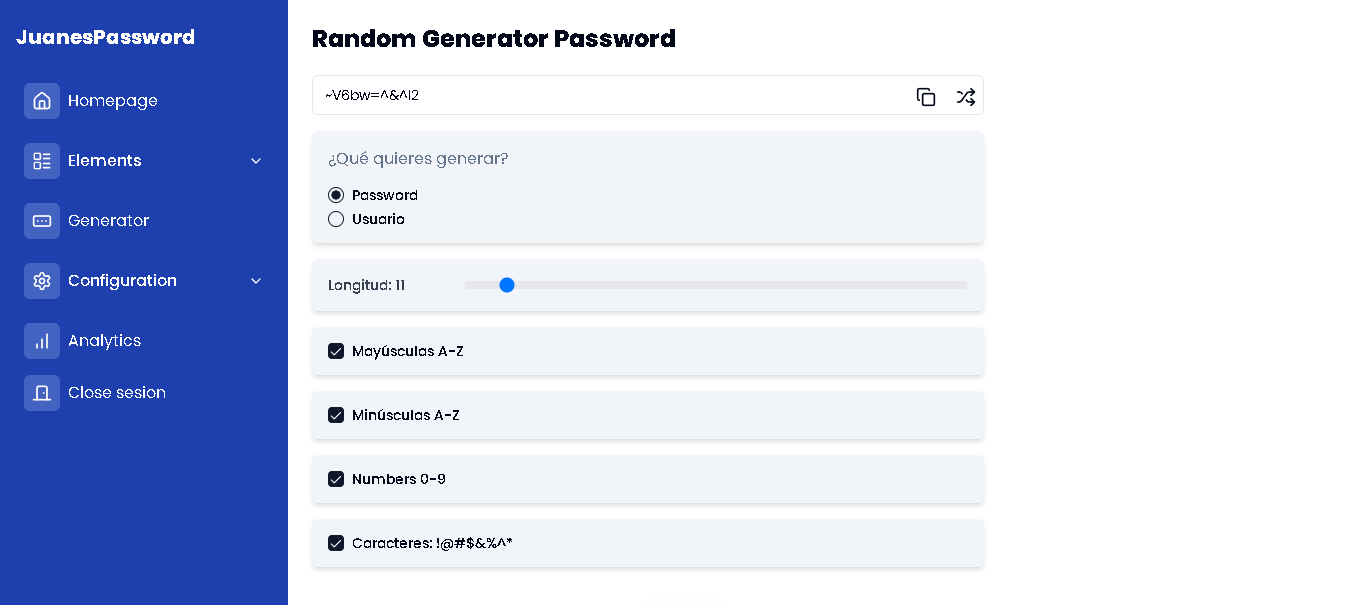 JuanesPassword
Homepage
Elements
Generator
Configuration
Analytics
Close sesion
Random Generator Password
~V6bw=^&^I2
¿Qué quieres generar?
Password
Usuario
Longitud: 11
Mayúsculas A-Z
Minúsculas A-Z
Numbers 0-9
Caracteres: !@#$&%^*